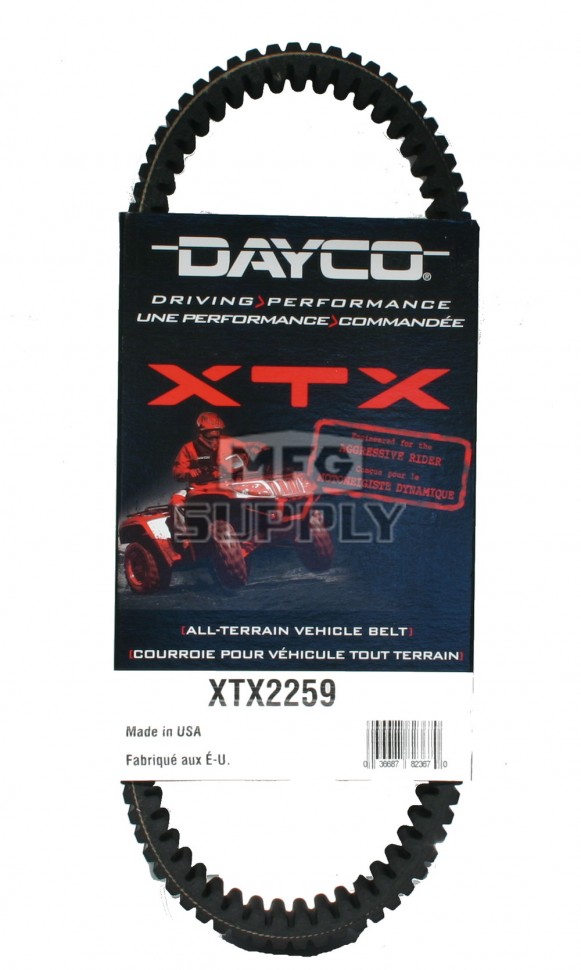 DAYCO®
DRIVING>PERFORMANCE
UNE PERFORMANCE>COMMANDÉE
XTX
Engineered for the
AGGRESSIVE RIDER
Conçue pour le
MOTONEIGISTE DYNAMIQUE
MFG
SUPPLY
[ALL-TERRAIN VEHICLE BELT]
[COURROIE POUR VÉHICULE TOUT TERRAIN]
XTX2259
Made in USA
Fabriqué aux É-U.
0 36687 82367 0